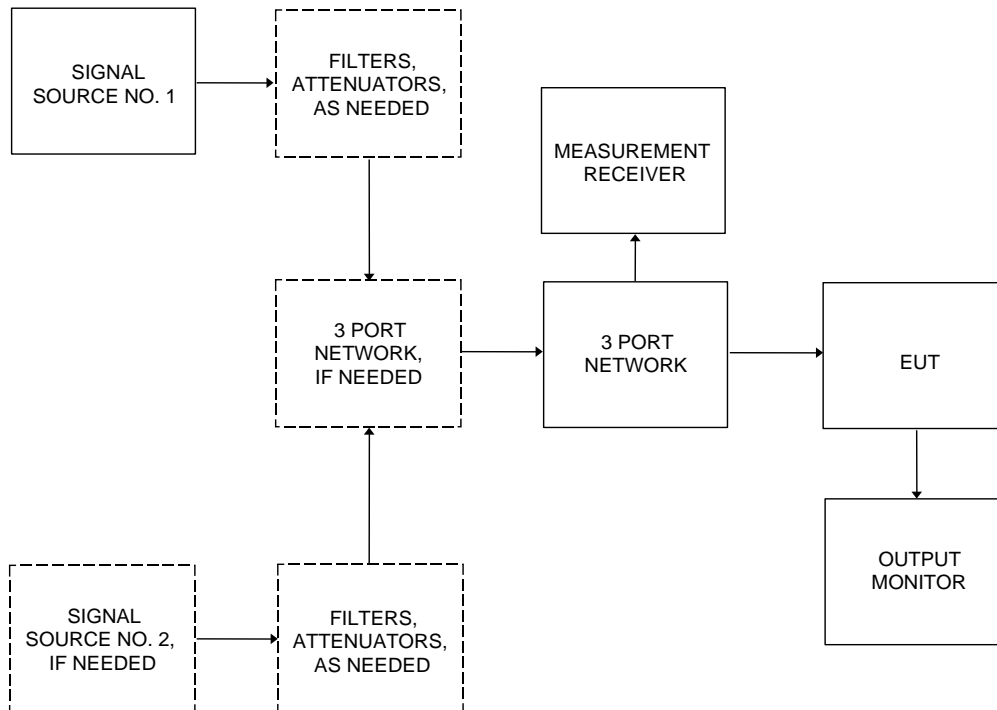 SIGNAL
SOURCE NO. 1
FILTERS,
ATTENUATORS,
AS NEEDED
MEASUREMENT
RECEIVER
3 PORT
NETWORK,
IF NEEDED
3 PORT
NETWORK
EUT
OUTPUT
MONITOR
SIGNAL
SOURCE NO. 2,
IF NEEDED
FILTERS,
ATTENUATORS,
AS NEEDED